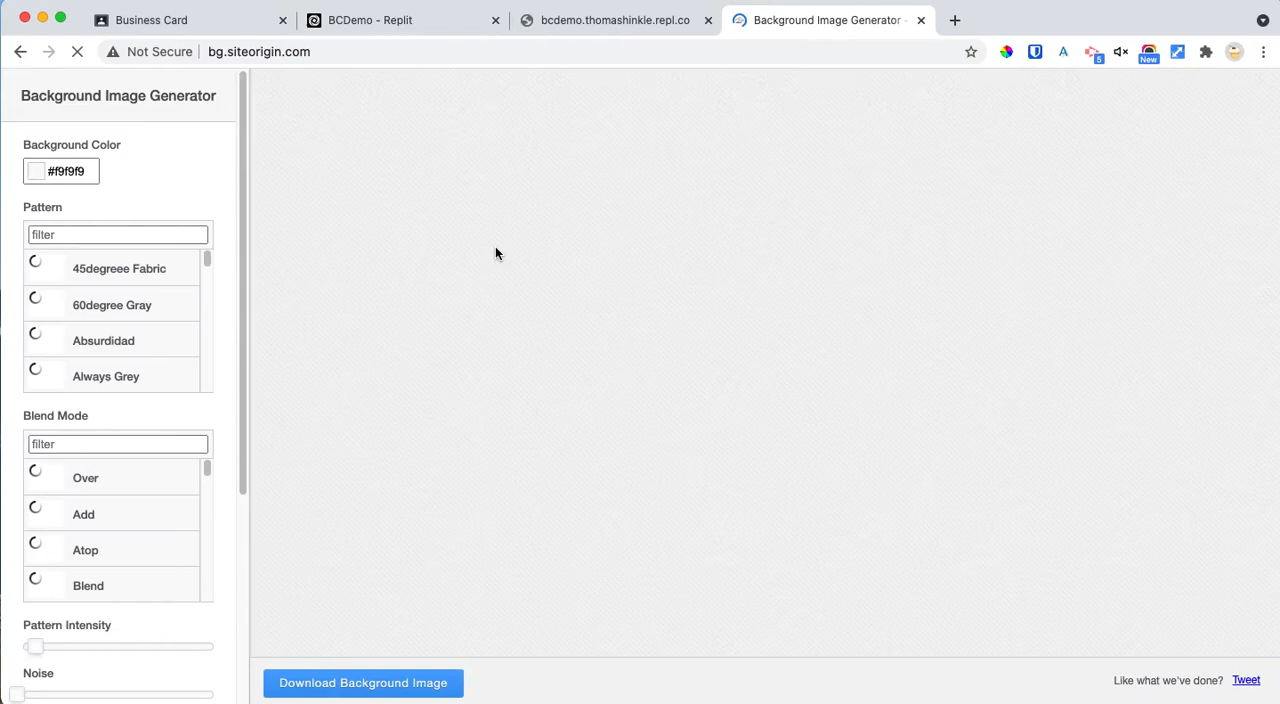 Business Card
BCDemo - Replit
bcdemo.thomashinkle.repl.co
Background Image Generator -
Not Secure
bg.siteorigin.com
A
5
New
Background Image Generator
Background Color
#f9f9f9
Pattern
filter
45degreee Fabric
60degree Gray
Absurdidad
Always Grey
Blend Mode
filter
Over
Add
Atop
Blend
Pattern Intensity
Noise
Download Background Image
Like what we've done? Tweet